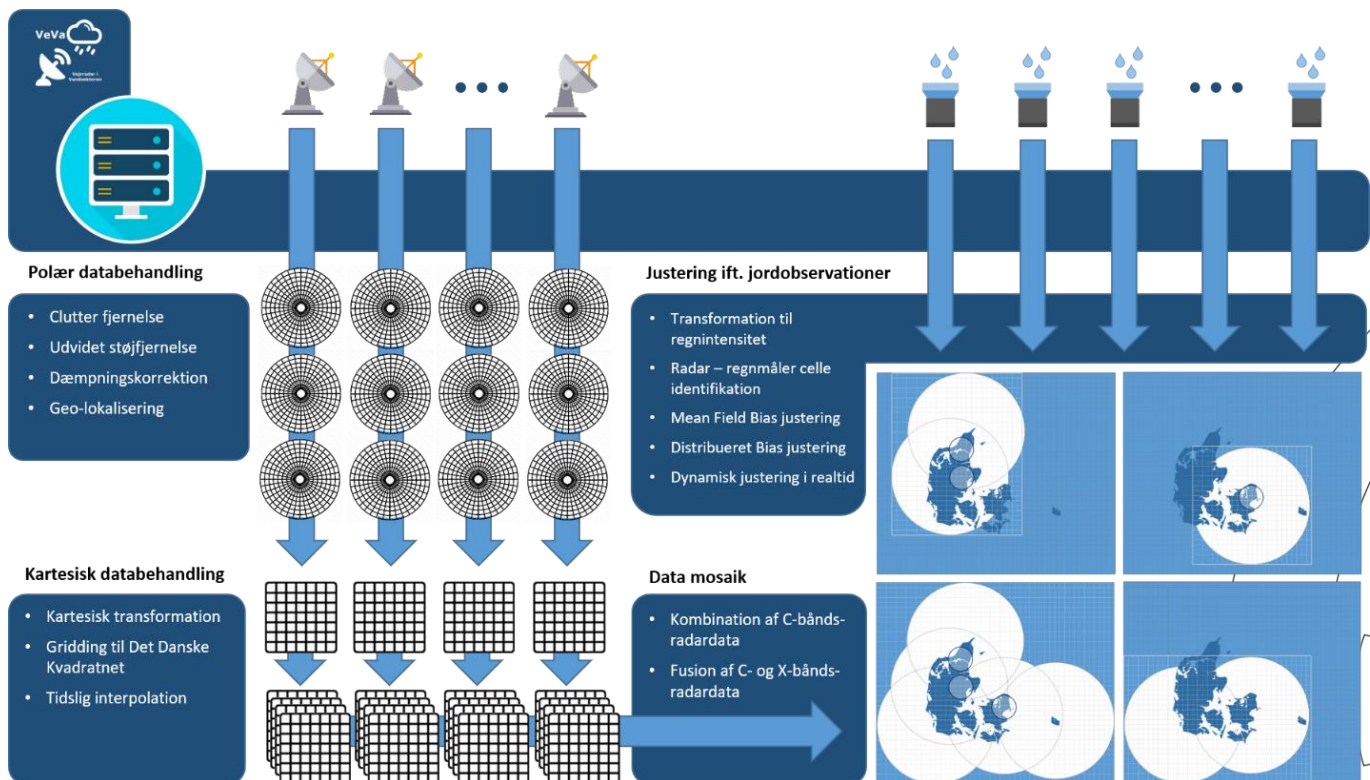 VeVa
Vejrradar i
Vandsektoren
Polær databehandling
• Clutter fjernelse
• Udvidet støjfjernelse
• Dæmpningskorrektion
• Geo-lokalisering
Justering ift. jordobservationer
• Transformation til
regnintensitet
• Radar – regnmåler celle
identifikation
• Mean Field Bias justering
• Distribueret Bias justering
• Dynamisk justering i realtid
Kartesisk databehandling
• Kartesisk transformation
• Gridding til Det Danske
Kvadratnet
• Tidslig interpolation
Data mosaik
• Kombination af C-bånds-
radardata
• Fusion af C- og X-bånds-
radardata